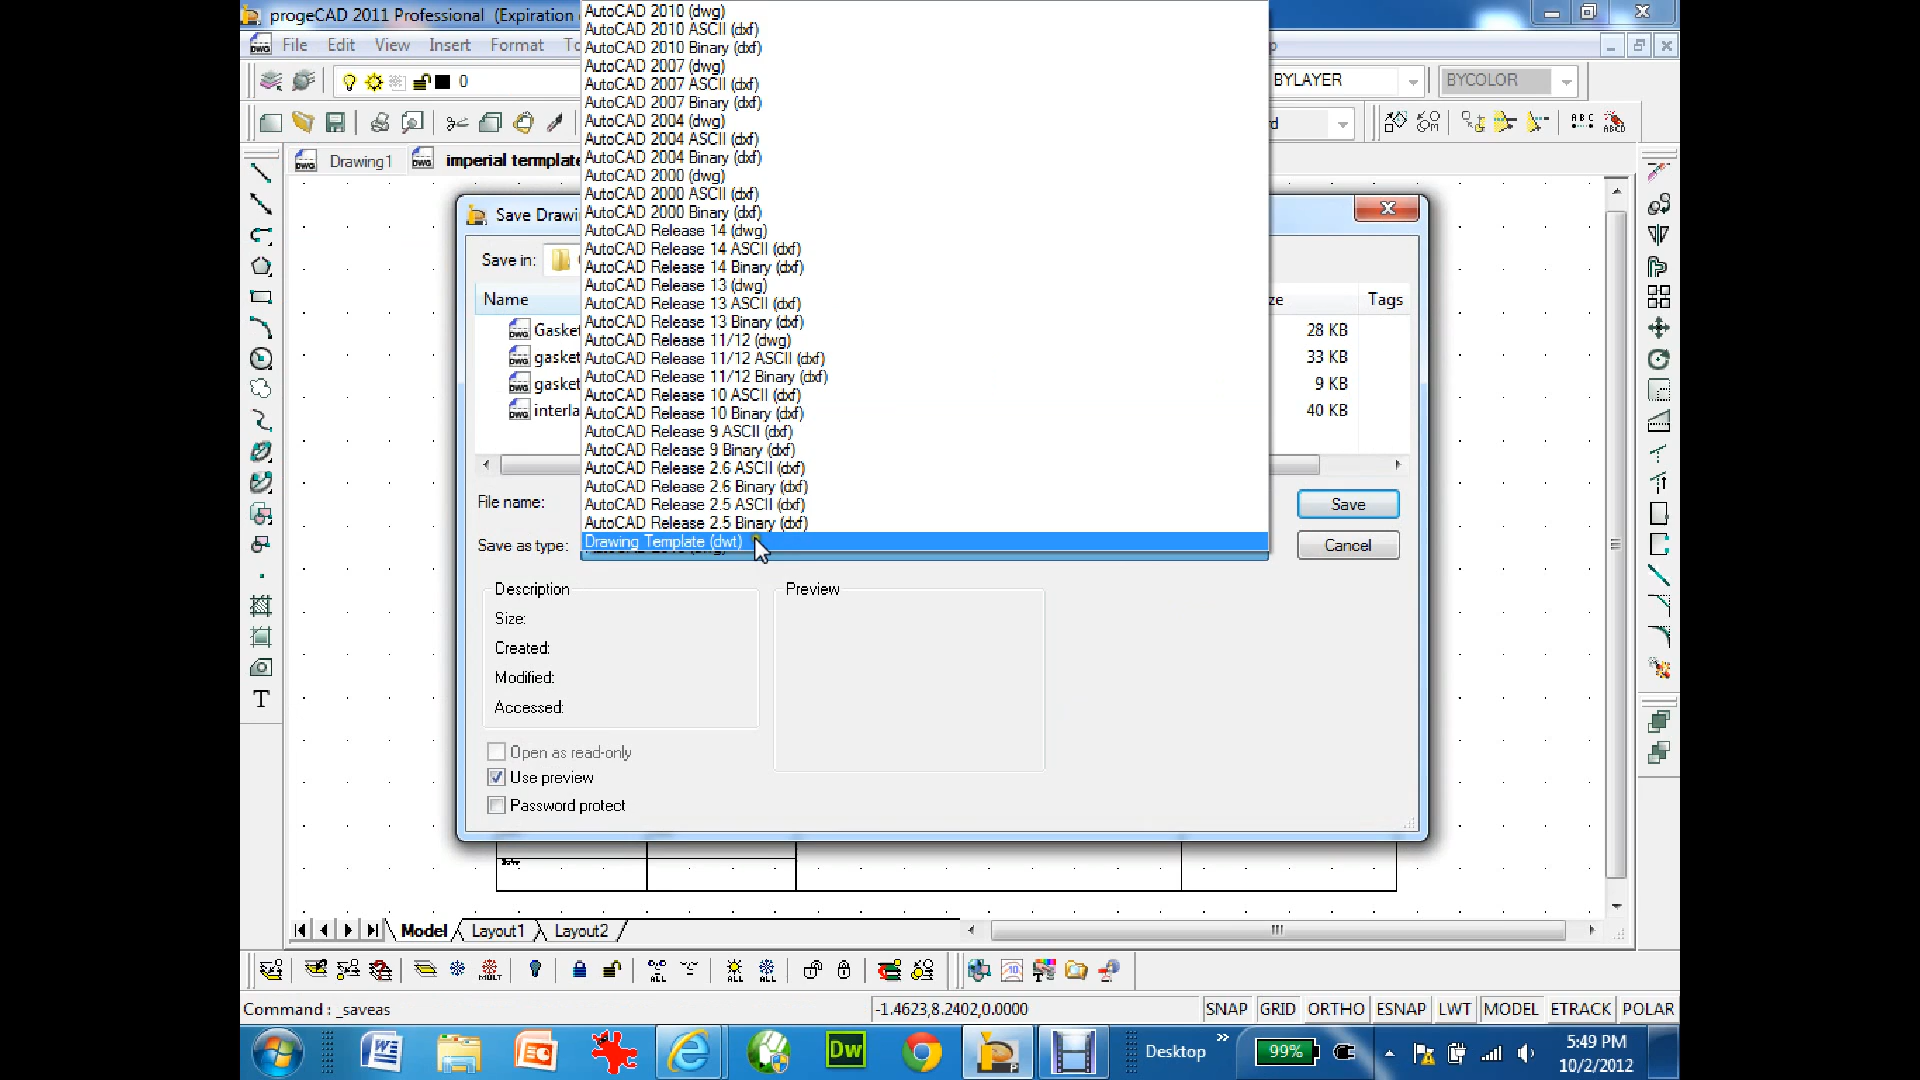 progeCAD 2011 Professional (Expiration
File Edit View Insert Format
0
BYLAYER
BYCOLOR
Drawing1
imperial termplate
AutoCAD 2010 (dwg)
AutoCAD 2010 ASCII (dxf)
AutoCAD 2010 Binary (dxf)
AutoCAD 2007 (dwg)
AutoCAD 2007 ASCII (dxf)
AutoCAD 2007 Binary (dxf)
AutoCAD 2004 (dwg)
AutoCAD 2004 ASCII (dxf)
AutoCAD 2004 Binary (dxf)
AutoCAD 2000 (dwg)
AutoCAD 2000 ASCII (dxf)
AutoCAD 2000 Binary (dxf)
AutoCAD Release 14 (dwg)
AutoCAD Release 14 ASCII (dxf)
AutoCAD Release 14 Binary (dxf)
AutoCAD Release 13 (dwg)
AutoCAD Release 13 ASCII (dxf)
AutoCAD Release 13 Binary (dxf)
AutoCAD Release 11/12 (dwg)
AutoCAD Release 11/12 ASCII (dxf)
AutoCAD Release 11/12 Binary (dxf)
AutoCAD Release 10 ASCII (dxf)
AutoCAD Release 10 Binary (dxf)
AutoCAD Release 9 ASCII (dxf)
AutoCAD Release 9 Binary (dxf)
AutoCAD Release 2.6 ASCII (dxf)
AutoCAD Release 2.6 Binary (dxf)
AutoCAD Release 2.5 ASCII (dxf)
AutoCAD Release 2.5 Binary (dxf)
Drawing Template (dwt)
Save Drawi
Save in:
Name
ze Tags
Gasket 28 KB
gasket 33 KB
gasket 9 KB
interla 40 KB
File name:
Save
Save as type:
Cancel
Description
Size:
Created:
Modified:
Accessed:
Preview
Open as read-only
Use preview
Password protect
Model Layout1 Layout2
Command : _saveas
-1.4623,8.2402,0.0000
SNAP GRID ORTHO ESNAP LWT MODEL ETRACK POLAR
Dw
Desktop
99%
5:49 PM
10/2/2012